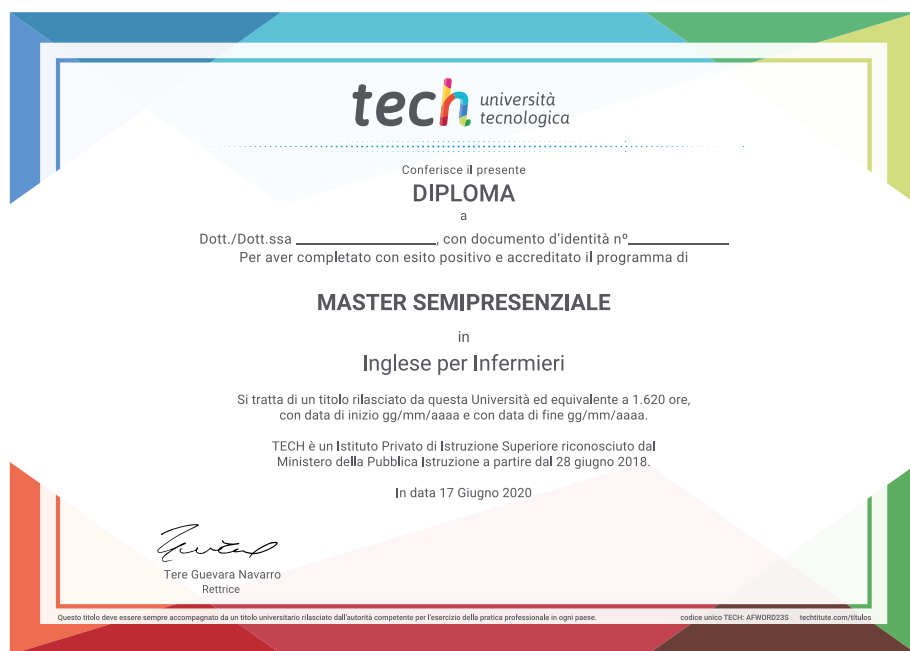 tech università
tecnologica
Conferisce il presente
DIPLOMA
a
Dott./Dott.ssa ________________, con documento d'identità nº____________
Per aver completato con esito positivo e accreditato il programma di
MASTER SEMIPRESENZIALE
in
Inglese per Infermieri
Si tratta di un titolo rilasciato da questa Università ed equivalente a 1.620 ore,
con data di inizio gg/mm/aaaa e con data di fine gg/mm/aaaa.
TECH è un Istituto Privato di Istruzione Superiore riconosciuto dal
Ministero della Pubblica Istruzione a partire dal 28 giugno 2018.
In data 17 Giugno 2020
Tere Guevara Navarro
Rettrice
Questo titolo deve essere sempre accompagnato da un titolo universitario rilasciato dall'autorità competente per l'esercizio della pratica professionale in ogni paese. codice unico TECH: AFWORD23S techtitute.com/titulos